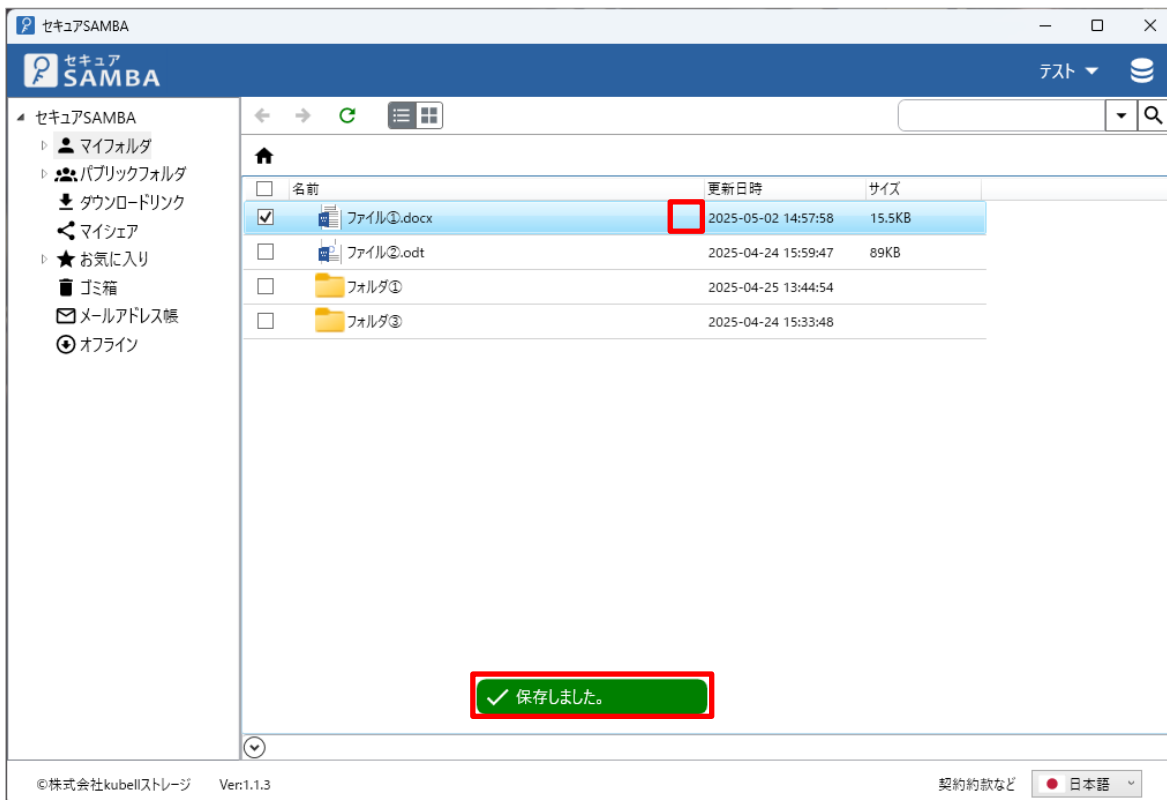 セキュアSAMBA
セキュア
SAMBA
テスト
セキュアSAMBA
マイフォルダ
パブリックフォルダ
ダウンロードリンク
マイシェア
お気に入り
ゴミ箱
メールアドレス帳
オフライン
名前 更新日時 サイズ
ファイル①.docx 2025-05-02 14:57:58 15.5KB
ファイル②.odt 2025-04-24 15:59:47 89KB
フォルダ① 2025-04-25 13:44:54
フォルダ③ 2025-04-24 15:33:48
保存しました。
©株式会社kubellストレージ Ver:1.1.3 契約約款など 日本語